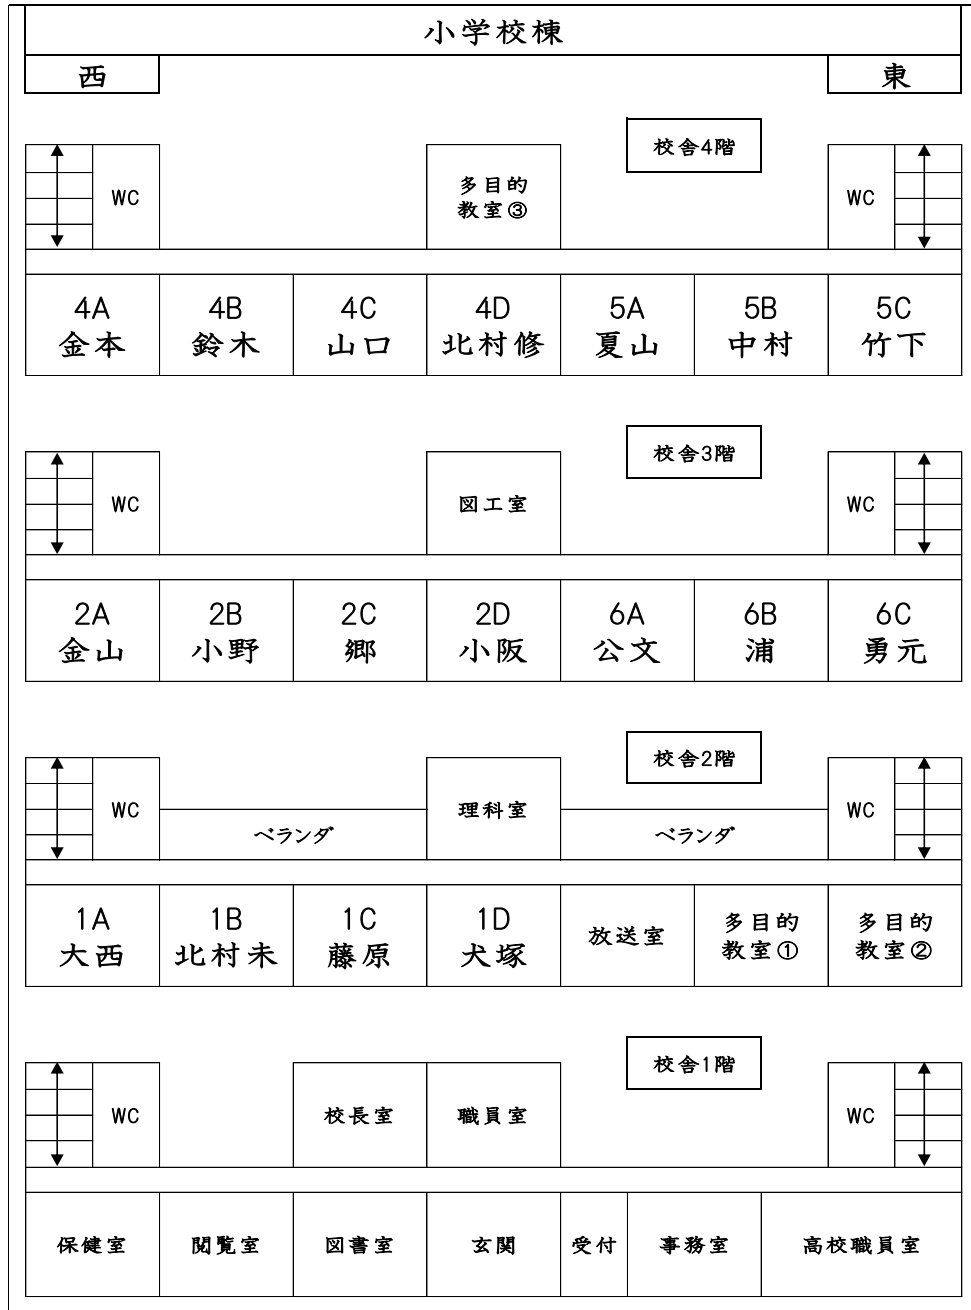 小学校棟
西
東
校舎4階
WC
多目的
教室③
WC
4A
金本
4B
鈴木
4C
山口
4D
北村修
5A
夏山
5B
中村
5C
竹下
校舎3階
WC
図工室
WC
2A
金山
2B
小野
2C
郷
2D
小阪
6A
公文
6B
浦
6C
勇元
校舎2階
WC
ベランダ
理科室
ベランダ
WC
1A
大西
1B
北村未
1C
藤原
1D
犬塚
放送室
多目的
教室①
多目的
教室②
校舎1階
WC
校長室
職員室
WC
保健室
閲覧室
図書室
玄関
受付
事務室
高校職員室